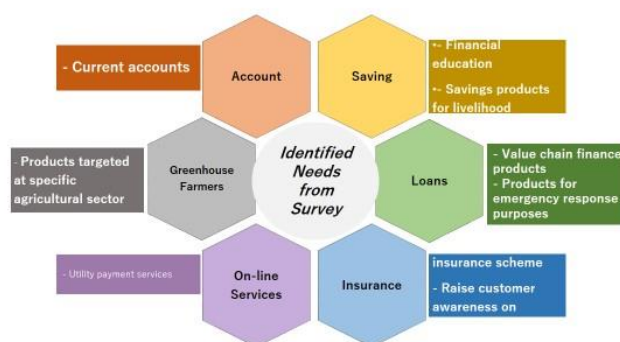 - Current accounts
Account
Saving
•- Financial
education
•- Savings products
for livelihood
- Products targeted
at specific
agricultural sector
Greenhouse
Farmers
Identified
Needs
from
Survey
Loans
- Value chain finance
products
- Products for
emergency response
purposes
- Utility payment services
On-line
Services
Insurance
insurance scheme
- Raise customer
awareness on